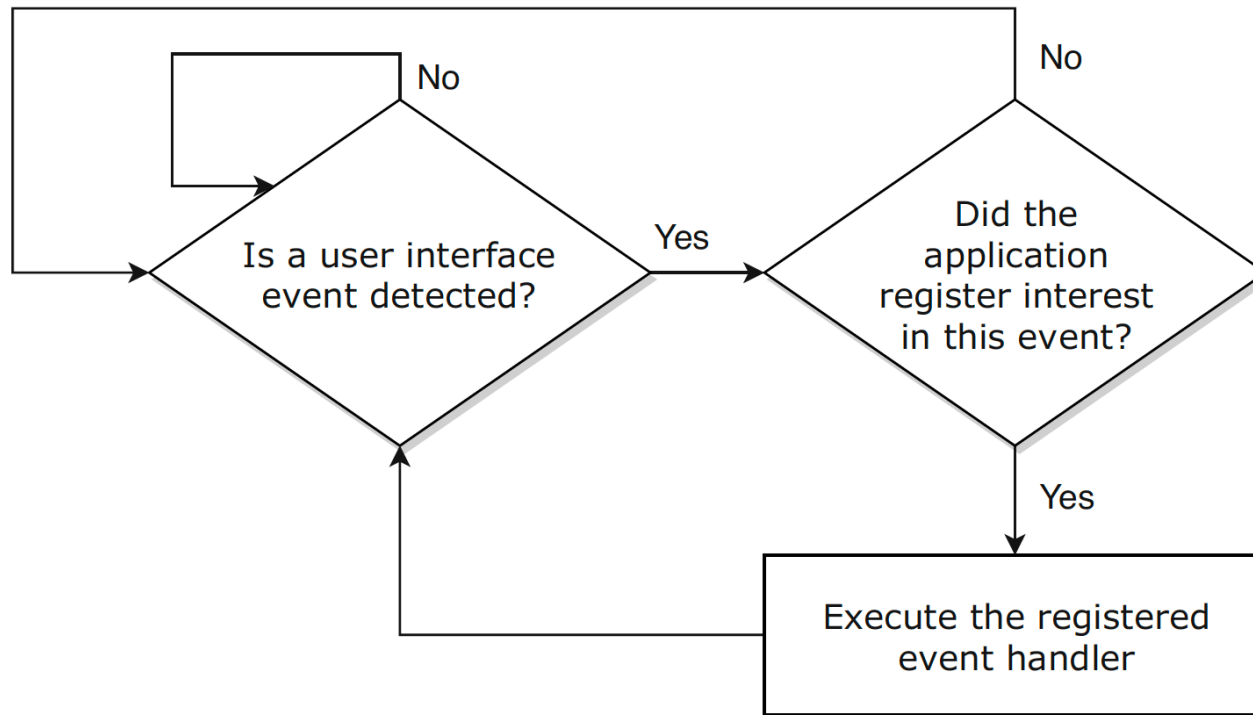 No
No
Is a user interface
event detected?
Yes
Did the
application
register interest
in this event?
Yes
Execute the registered
event handler